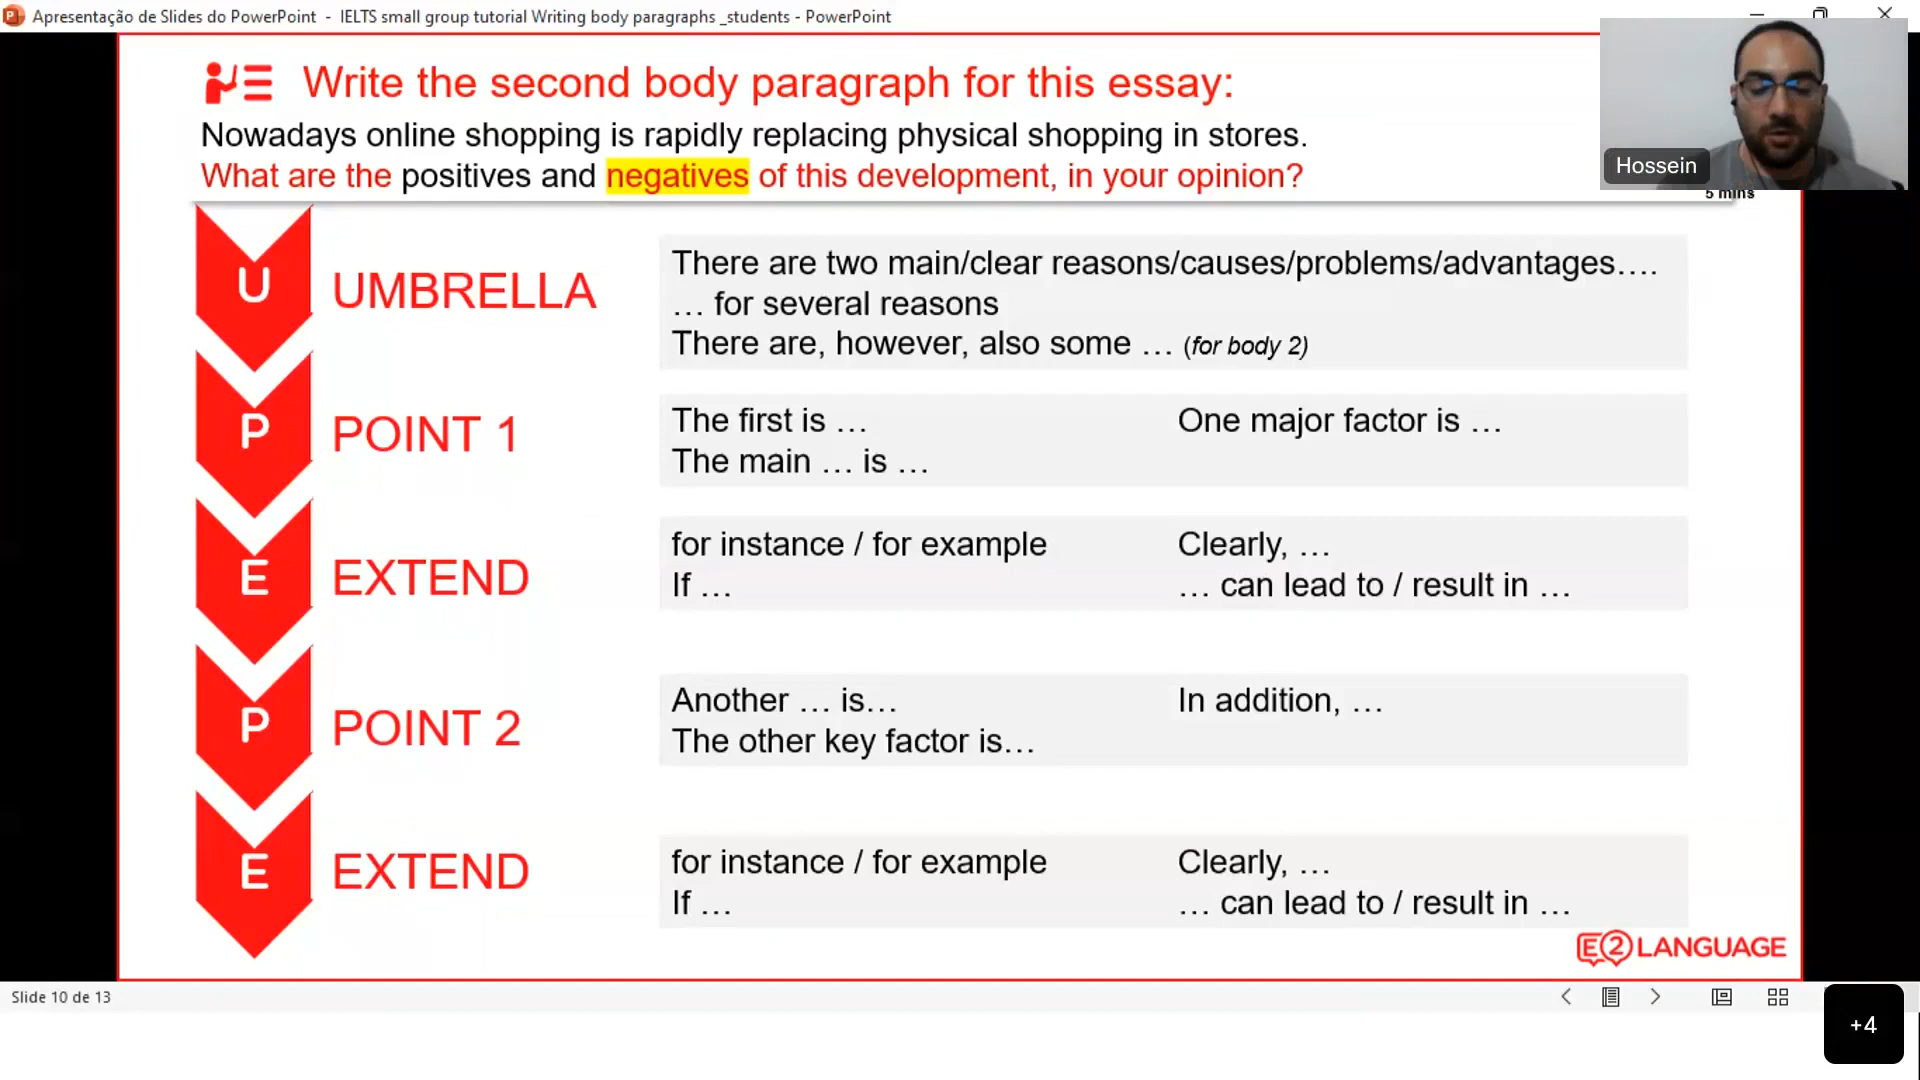 Apresentação de Slides do PowerPoint - IELTS small group tutorial Writing body paragraphs _students - PowerPoint
Write the second body paragraph for this essay:
Nowadays online shopping is rapidly replacing physical shopping in stores.
What are the positives and negatives of this development, in your opinion?
Hossein
5 mins
U
UMBRELLA
There are two main/clear reasons/causes/problems/advantages….
… for several reasons
There are, however, also some … (for body 2)
P
POINT 1
The first is … One major factor is …
The main … is …
E
EXTEND
for instance / for example Clearly, …
If … … can lead to / result in …
P
POINT 2
Another … is… In addition, …
The other key factor is…
E
EXTEND
for instance / for example Clearly, …
If … … can lead to / result in …
E2 LANGUAGE
Slide 10 de 13
+4